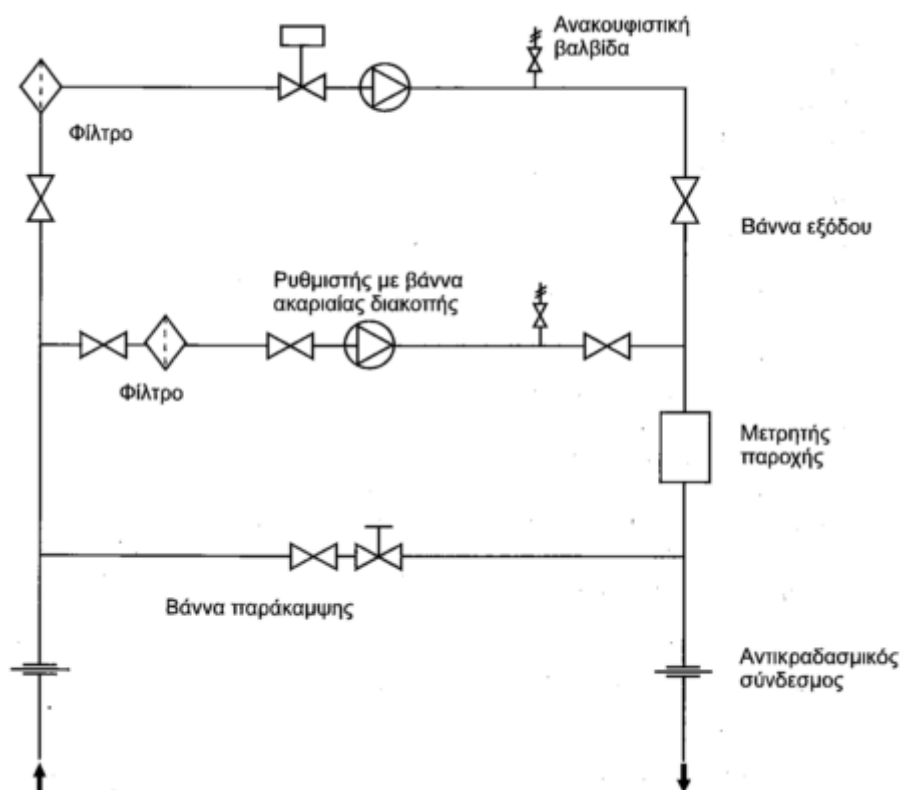 Ανακουφιστική
βαλβίδα
Φίλτρο
Βάννα εξόδου
Ρυθμιστής με βάννα
ακαριαίας διακοπής
Φίλτρο
Μετρητής
παροχής
Βάννα παράκαμψης
Αντικραδασμικός
σύνδεσμος